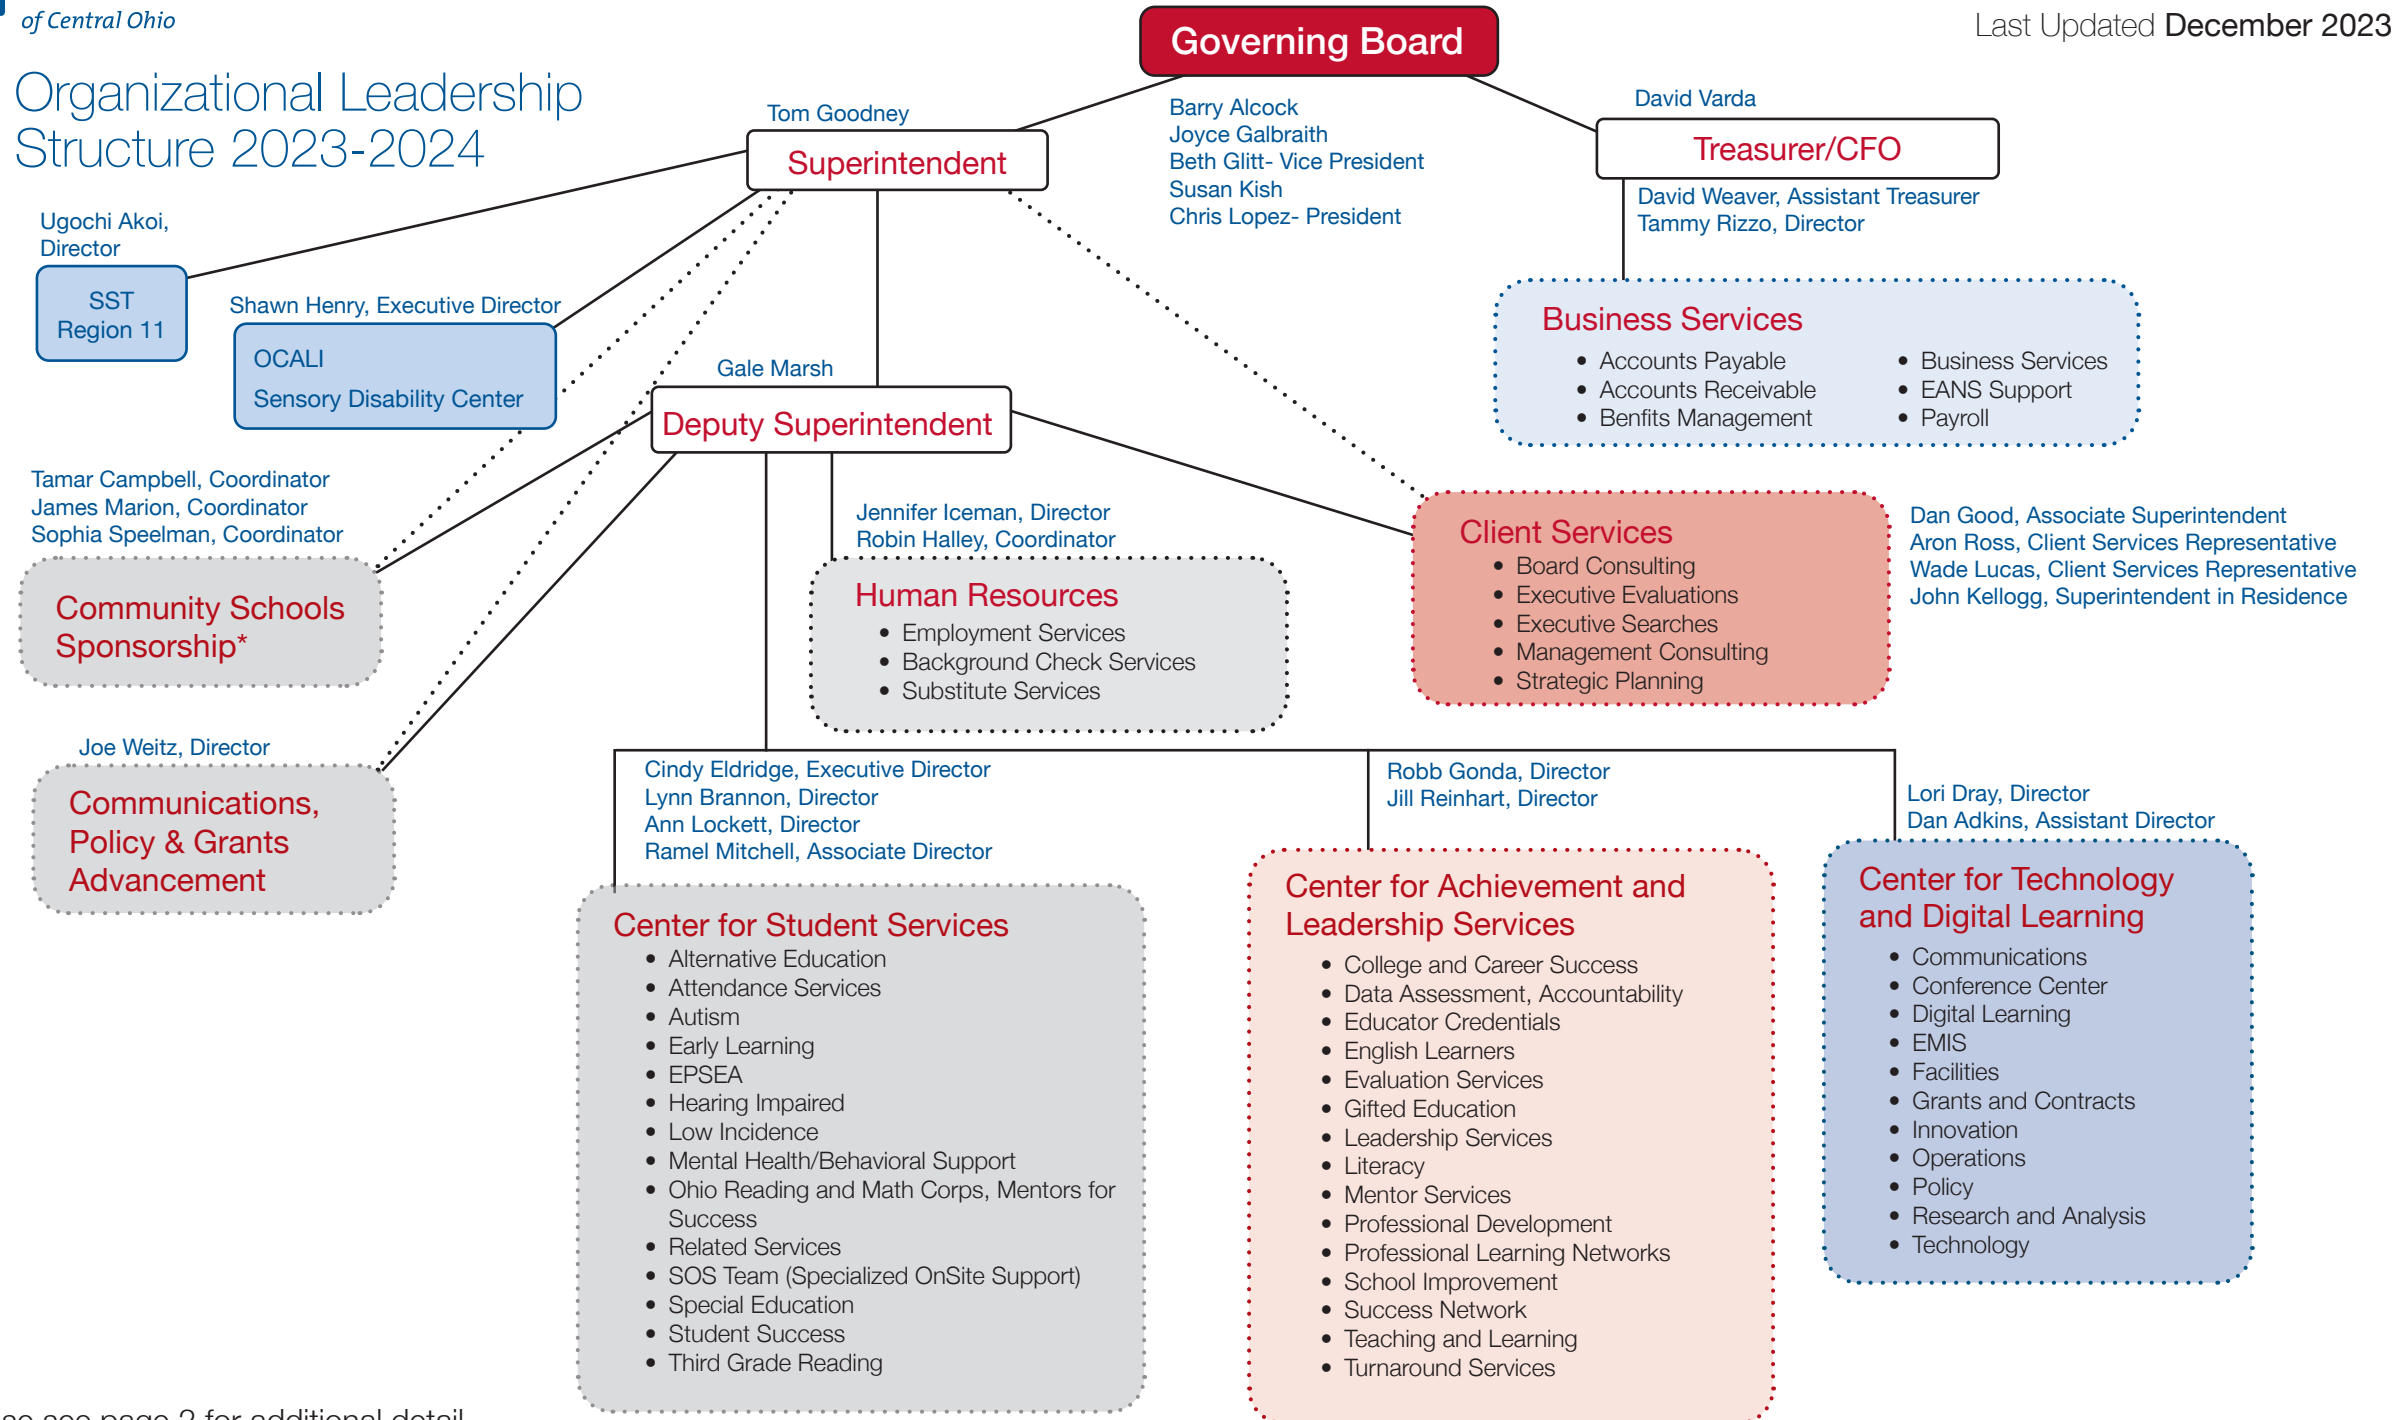 of Central Ohio
Last Updated December 2023
Organizational Leadership
Structure 2023-2024
Governing Board
Barry Alcock
Joyce Galbraith
Beth Glitt- Vice President
Susan Kish
Chris Lopez- President
Tom Goodney
Superintendent
David Varda
Treasurer/CFO
David Weaver, Assistant Treasurer
Tammy Rizzo, Director
Ugochi Akoi,
Director
SST
Region 11
Shawn Henry, Executive Director
OCALI
Sensory Disability Center
Business Services
• Accounts Payable
• Accounts Receivable
• Benfits Management
• Business Services
• EANS Support
• Payroll
Gale Marsh
Deputy Superintendent
Tamar Campbell, Coordinator
James Marion, Coordinator
Sophia Speelman, Coordinator
Community Schools
Sponsorship*
Jennifer Iceman, Director
Robin Halley, Coordinator
Human Resources
• Employment Services
• Background Check Services
• Substitute Services
Client Services
• Board Consulting
• Executive Evaluations
• Executive Searches
• Management Consulting
• Strategic Planning
Dan Good, Associate Superintendent
Aron Ross, Client Services Representative
Wade Lucas, Client Services Representative
John Kellogg, Superintendent in Residence
Joe Weitz, Director
Communications,
Policy & Grants
Advancement
Cindy Eldridge, Executive Director
Lynn Brannon, Director
Ann Lockett, Director
Ramel Mitchell, Associate Director
Center for Student Services
• Alternative Education
• Attendance Services
• Autism
• Early Learning
• EPSEA
• Hearing Impaired
• Low Incidence
• Mental Health/Behavioral Support
• Ohio Reading and Math Corps, Mentors for
Success
• Related Services
• SOS Team (Specialized OnSite Support)
• Special Education
• Student Success
• Third Grade Reading
Robb Gonda, Director
Jill Reinhart, Director
Center for Achievement and
Leadership Services
• College and Career Success
• Data Assessment, Accountability
• Educator Credentials
• English Learners
• Evaluation Services
• Gifted Education
• Leadership Services
• Literacy
• Mentor Services
• Professional Development
• Professional Learning Networks
• School Improvement
• Success Network
• Teaching and Learning
• Turnaround Services
Lori Dray, Director
Dan Adkins, Assistant Director
Center for Technology
and Digital Learning
• Communications
• Conference Center
• Digital Learning
• EMIS
• Facilities
• Grants and Contracts
• Innovation
• Operations
• Policy
• Research and Analysis
• Technology
see page 2 for additional detail